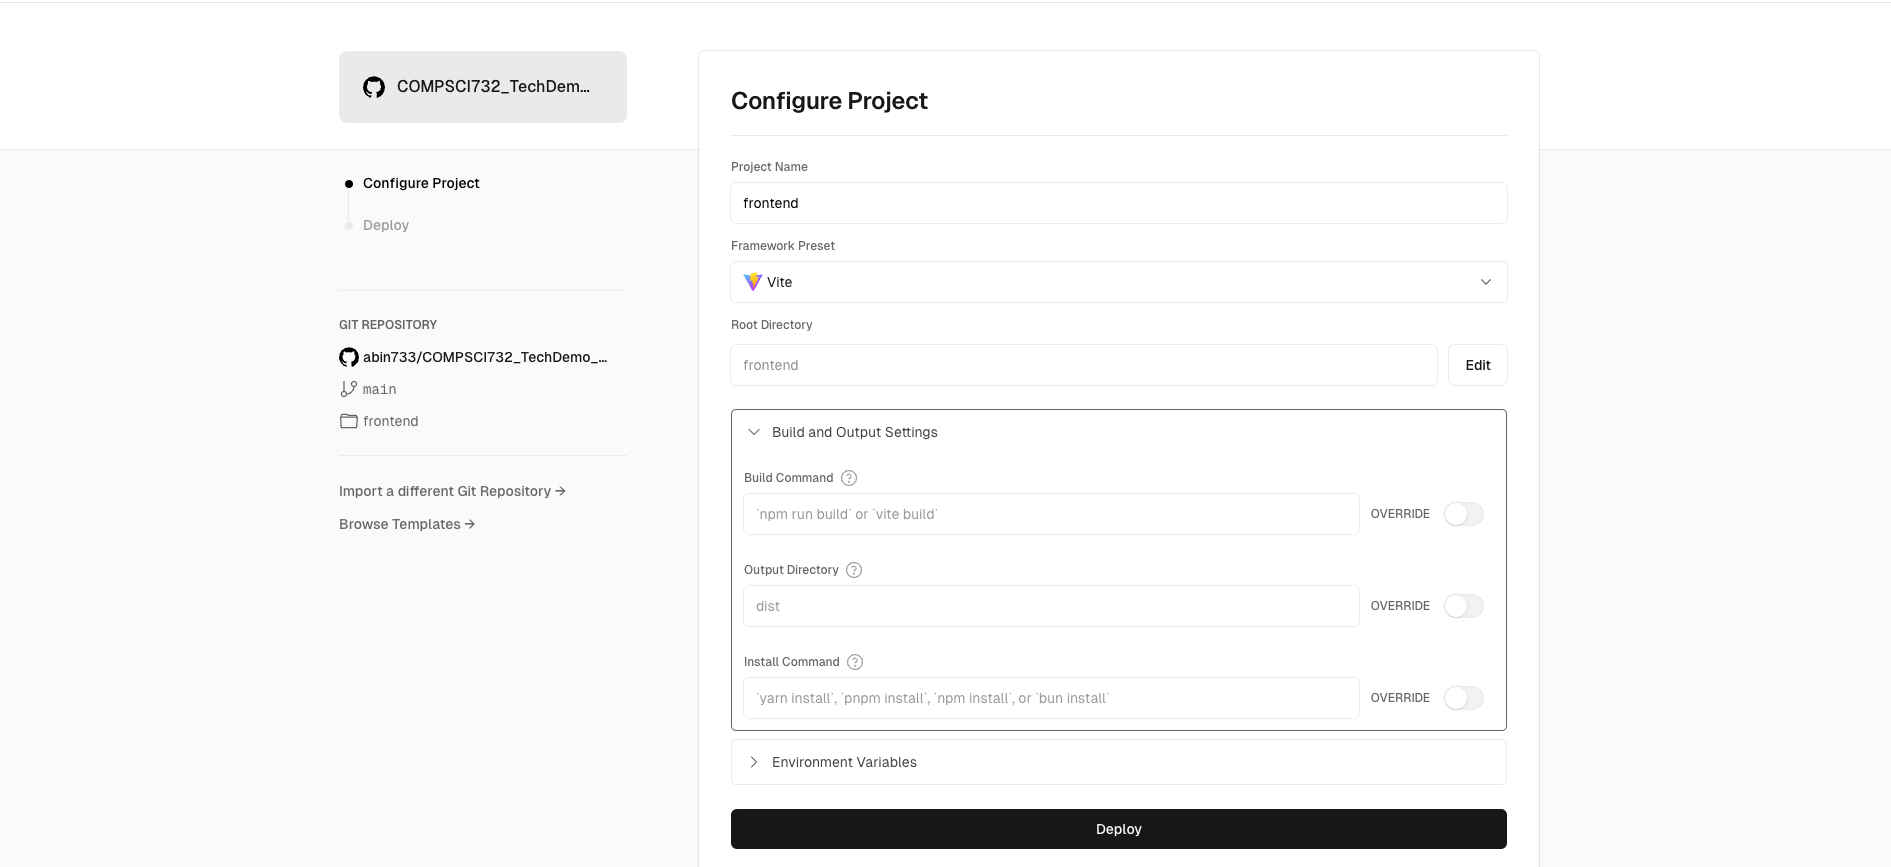 COMPSCI732_TechDem...
Configure Project
Deploy
GIT REPOSITORY
abin733/COMPSCI732_TechDemo_...
main
frontend
Import a different Git Repository →
Browse Templates →
Configure Project
Project Name
frontend
Framework Preset
Vite
Root Directory
frontend
Edit
Build and Output Settings
Build Command ?
`npm run build` or `vite build`
OVERRIDE
Output Directory ?
dist
OVERRIDE
Install Command ?
`yarn install`, `pnpm install`, `npm install`, or `bun install`
OVERRIDE
Environment Variables
Deploy